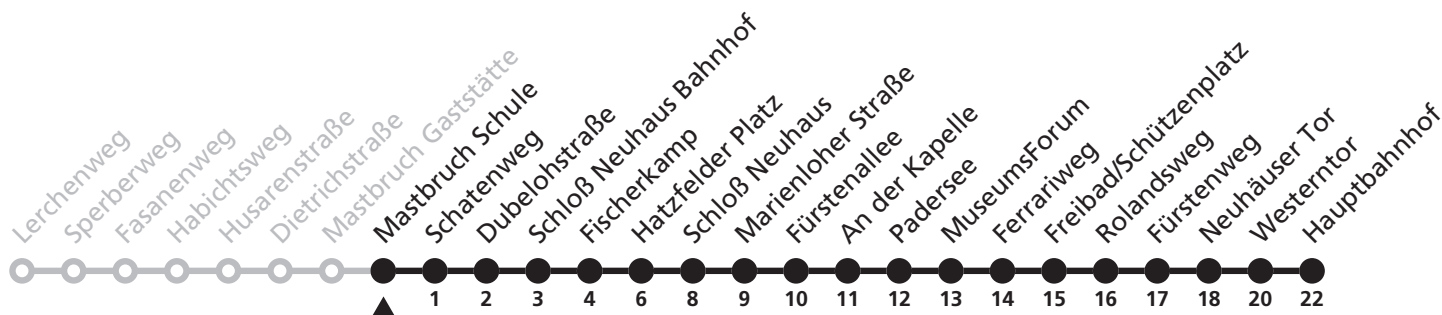 Lerchenweg
Sperberweg
Fasanenweg
Habichtsweg
Husarenstraße
Dietrichstraße
Mastbruch Gaststätte
Mastbruch Schule
Schatenweg
Dubelohstraße
Schloß Neuhaus Bahnhof
Fischerkamp
Hatzfelder Platz
Schloß Neuhaus
Marienloher Straße
Fürstenallee
An der Kapelle
Padersee
MuseumsForum
Ferrariweg
Freibad/Schützenplatz
Rolandsweg
Fürstenweg
Neuhäuser Tor
Westerntor
Hauptbahnhof
1 2 3 4 6 8 9 10 11 12 13 14 15 16 17 18 20 22